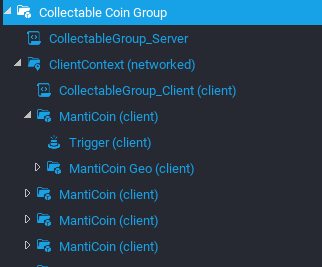 Collectable Coin Group
CollectableGroup_Server
ClientContext (networked)
CollectableGroup_Client (client)
MantiCoin (client)
Trigger (client)
MantiCoin Geo (client)
MantiCoin (client)
MantiCoin (client)
MantiCoin (client)